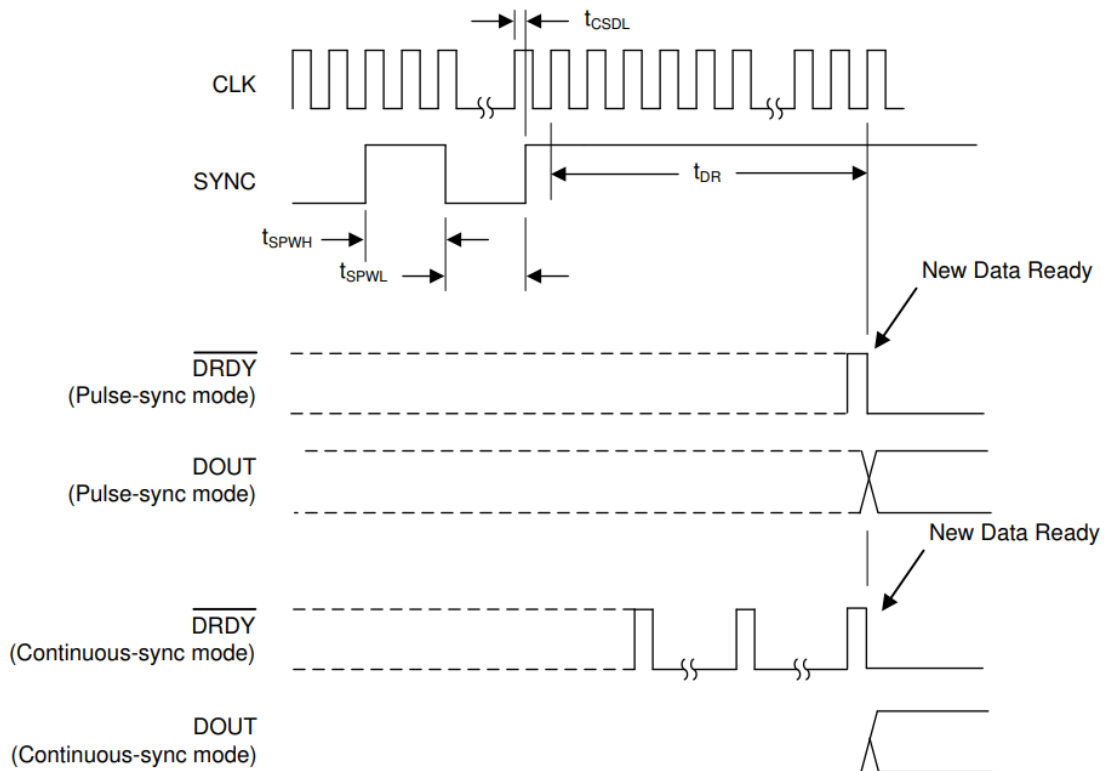 tCSDL
CLK
SYNC
tDR
tSPWH
tSPWL
New Data Ready
DRDY
(Pulse-sync mode)
DOUT
(Pulse-sync mode)
New Data Ready
DRDY
(Continuous-sync mode)
DOUT
(Continuous-sync mode)